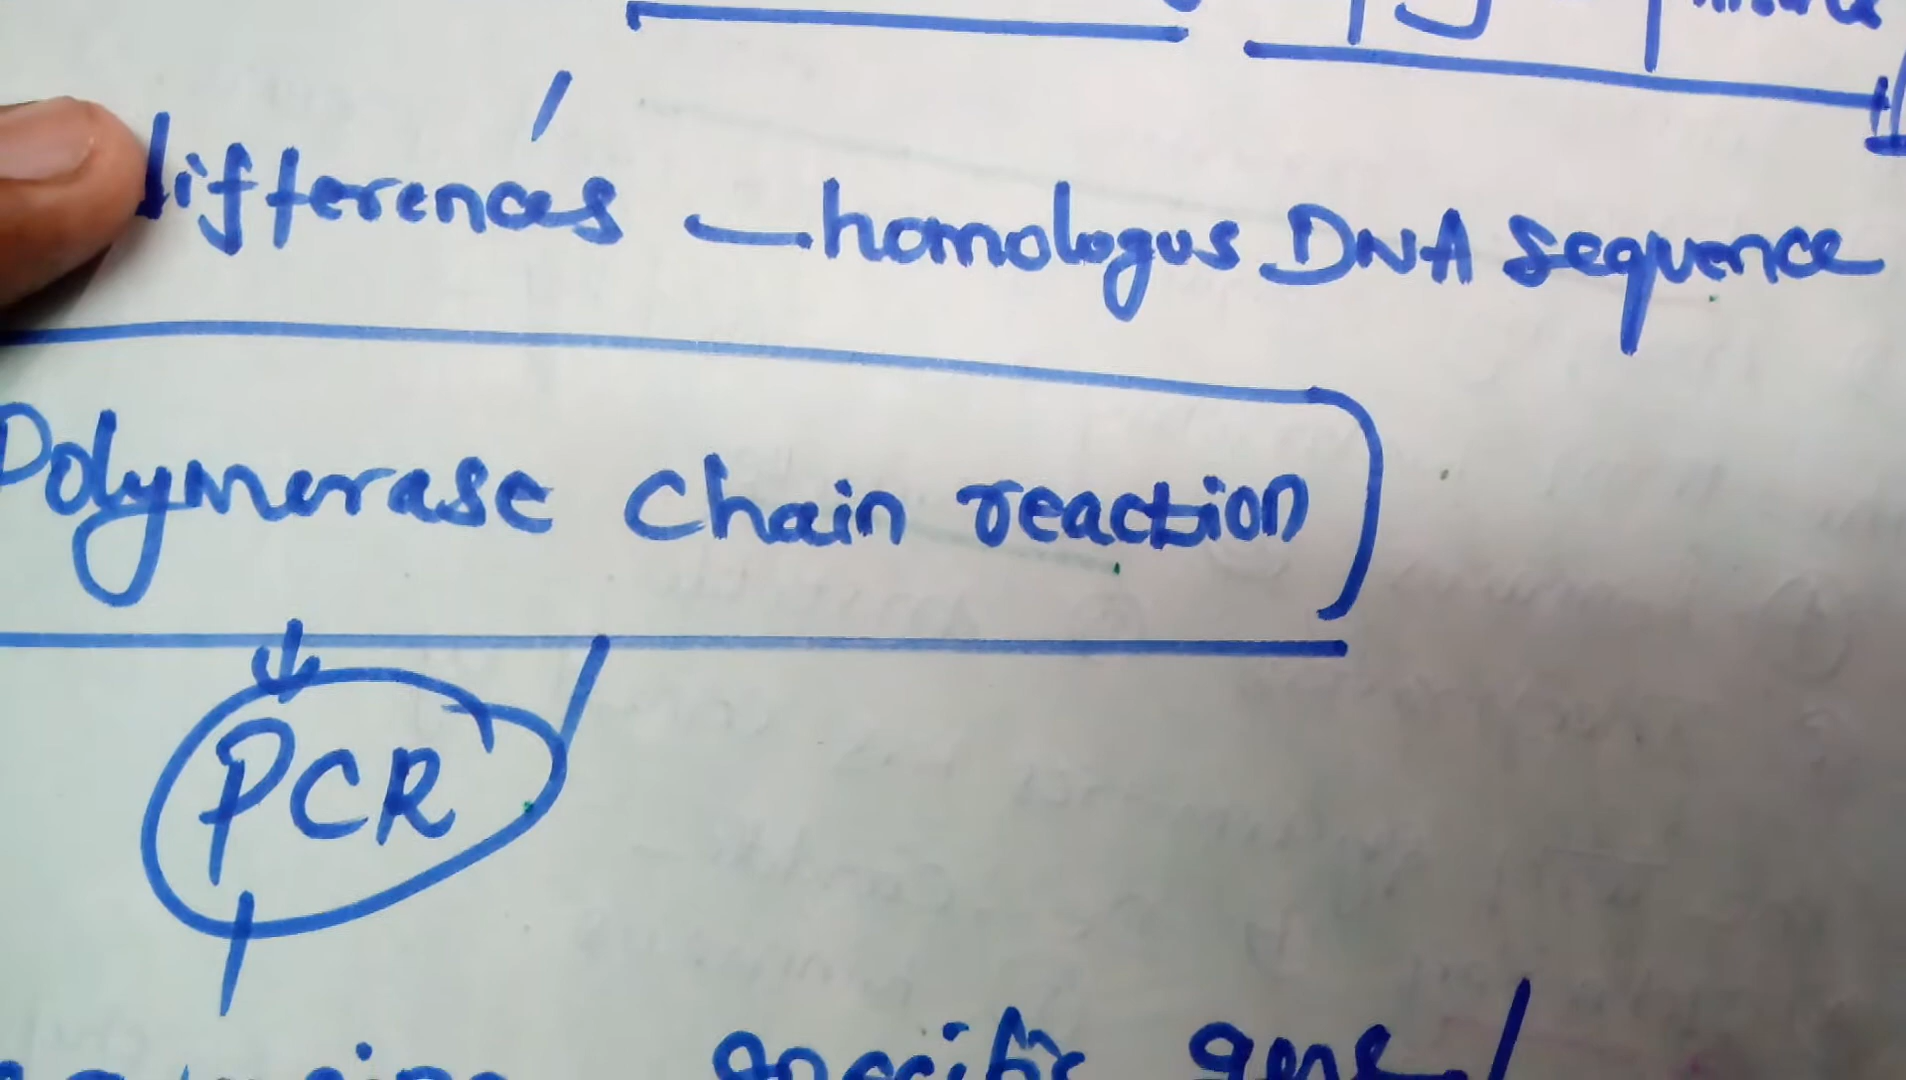 differences - homologus DNA sequence
Polymerase chain reaction
PCR
specific gene